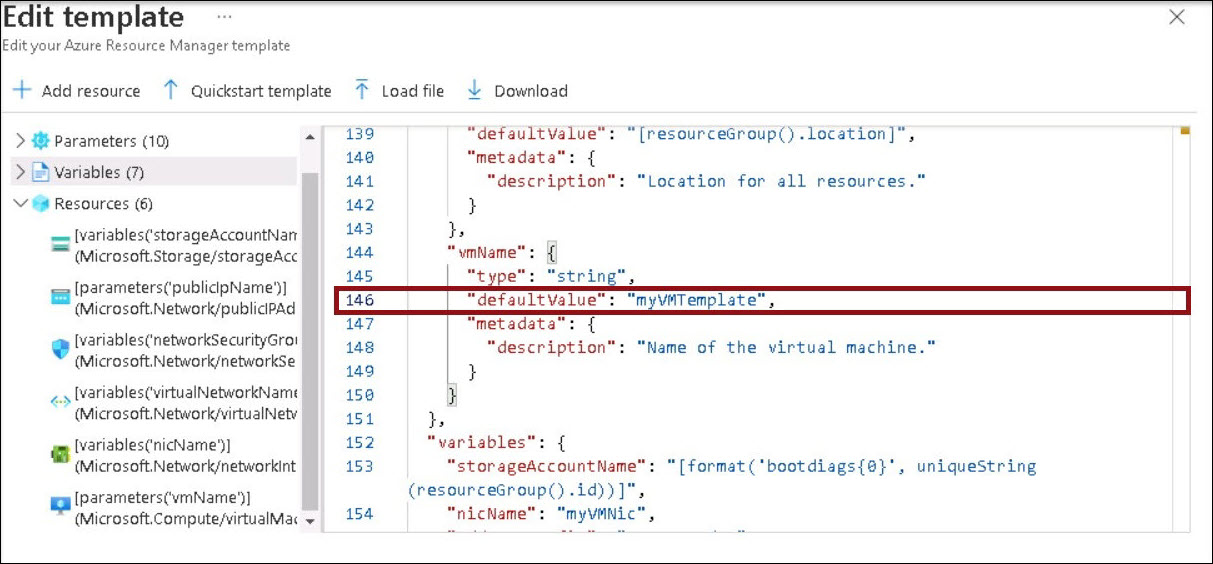 Edit template ...
Edit your Azure Resource Manager template
Add resource Quickstart template Load file Download
Parameters (10)
Variables (7)
Resources (6)
[variables('storageAccountNam
(Microsoft.Storage/storageAcc
[parameters('publicIpName')]
(Microsoft.Network/publicIPAd
[variables('networkSecurityGrou
(Microsoft.Network/networkSe
[variables('virtualNetworkName
(Microsoft.Network/virtualNetw
[variables('nicName')]
(Microsoft.Network/networkInt
[parameters('vmName')]
(Microsoft.Compute/virtualMac
139 "defaultValue": "[resourceGroup().location]",
140 "metadata": {
141 "description": "Location for all resources."
142 }
143 },
144 "vmName": {
145 "type": "string",
146 "defaultValue": "myVMTemplate",
147 "metadata": {
148 "description": "Name of the virtual machine."
149 }
150 }
151 },
152 "variables": {
153 "storageAccountName": "[format('bootdiags{0}', uniqueString
(resourceGroup().id))]",
154 "nicName": "myVMNic",